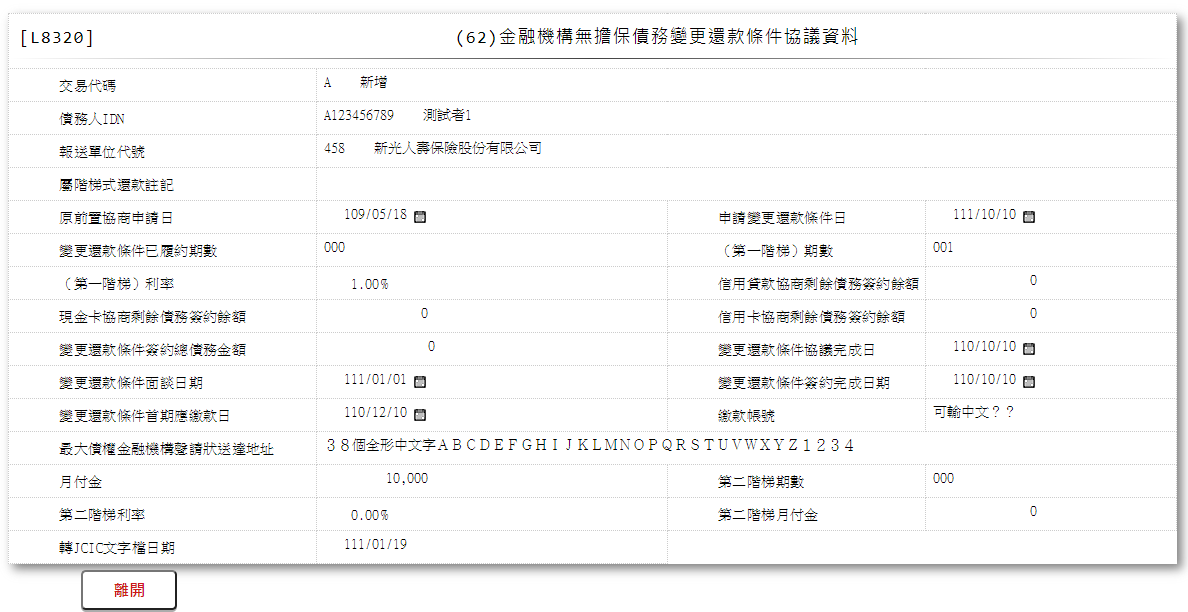 [L8320] (62)金融機構無擔保債務變更還款條件協議資料
交易代碼 A 新增
債務人IDN A123456789 測試者1
報送單位代號 458 新光人壽保險股份有限公司
屬階梯式還款註記
原前置協商申請日 109/05/18 申請變更還款條件日 111/10/10
變更還款條件已履約期數 000 （第一階梯）期數 001
（第一階梯）利率 1.00% 信用貸款協商剩餘債務簽約餘額 0
現金卡協商剩餘債務簽約餘額 0 信用卡協商剩餘債務簽約餘額 0
變更還款條件簽約總債務金額 0 變更還款條件協議完成日 110/10/10
變更還款條件面談日期 111/01/01 變更還款條件簽約完成日期 110/10/10
變更還款條件首期應繳款日 110/12/10 繳款帳號 可輸中文？？
最大債權金融機構聲請狀送達地址 ３８個全形中文字ＡＢＣＤＥＦＧＨＩＪＫＬＭＮＯＰＱＲＳＴＵＶＷＸＹＺ１２３４
月付金 10,000 第二階梯期數 000
第二階梯利率 0.00% 第二階梯月付金 0
轉JCIC文字檔日期 111/01/19
離開